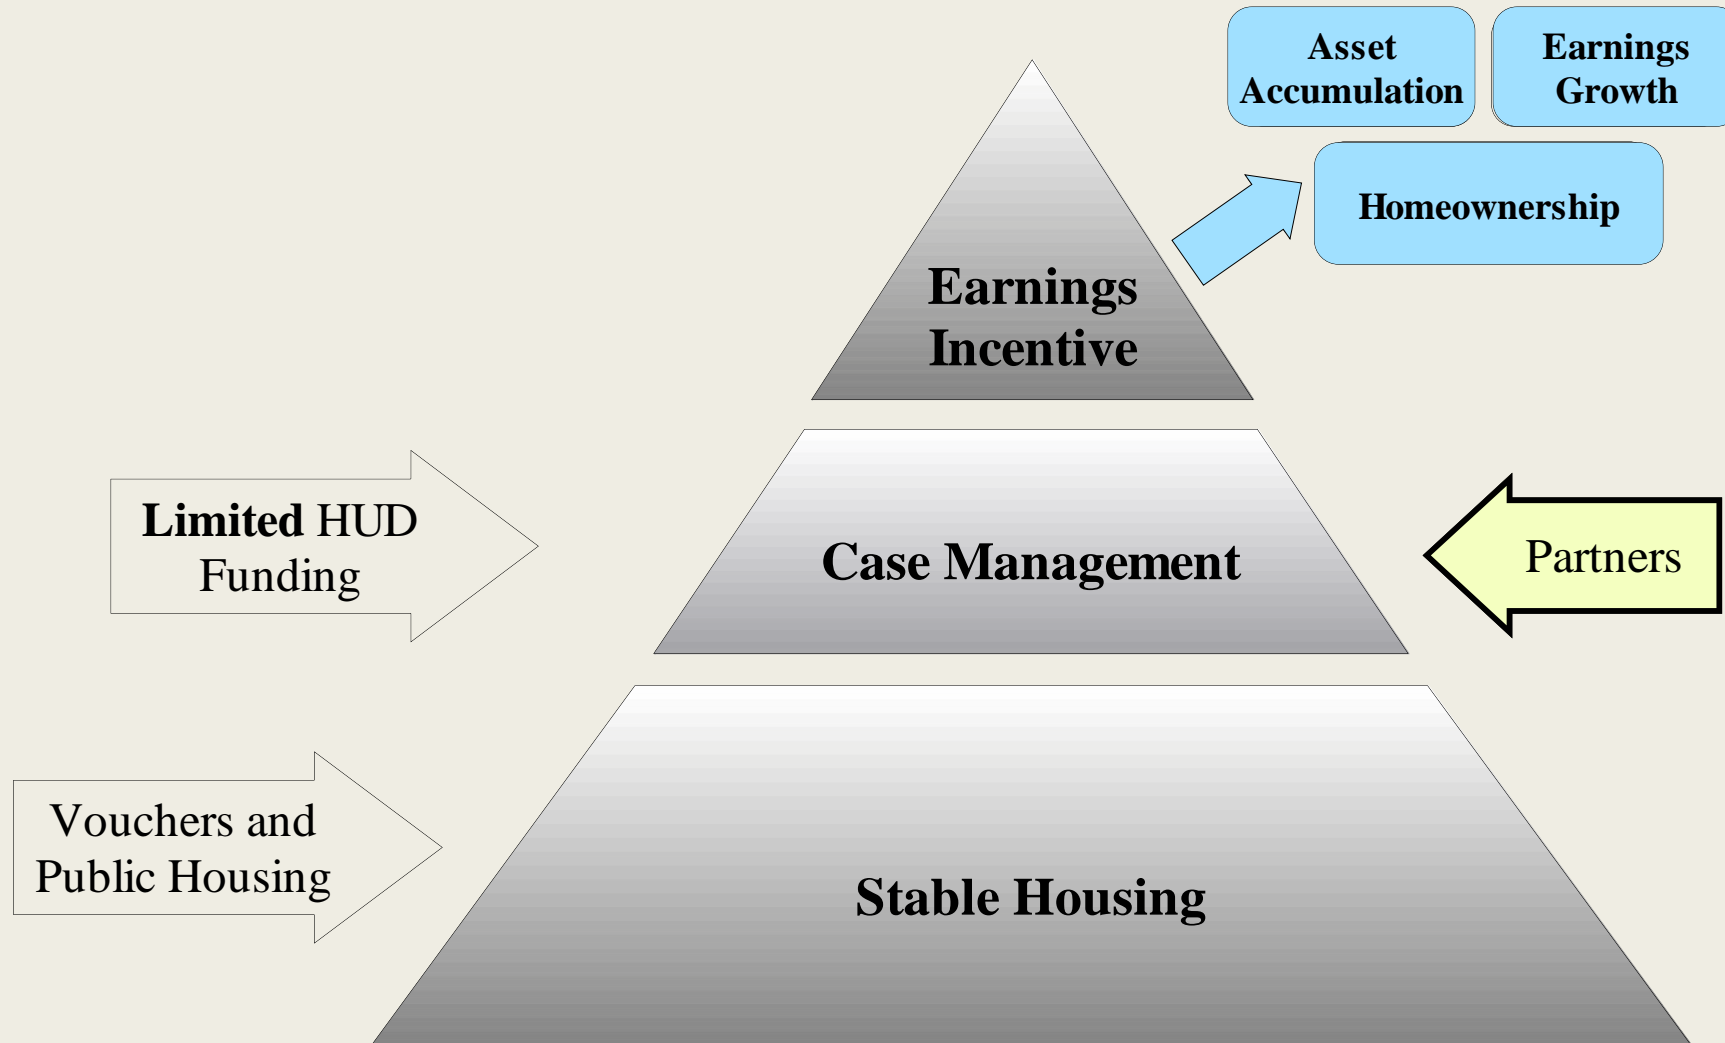 Asset
Accumulation
Earnings
Growth
Homeownership
Earnings
Incentive
Limited HUD
Funding
Case Management
Partners
Vouchers and
Public Housing
Stable Housing